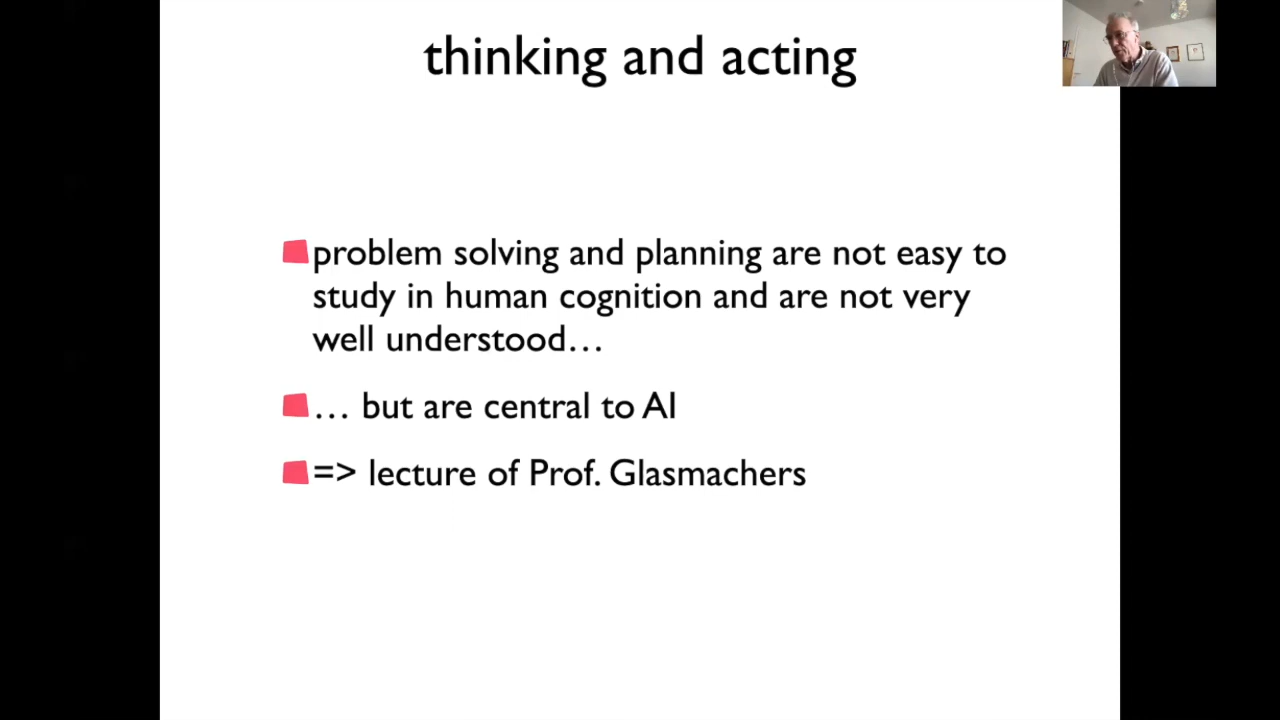 thinking and acting
problem solving and planning are not easy to
study in human cognition and are not very
well understood…
… but are central to AI
=> lecture of Prof. Glasmachers